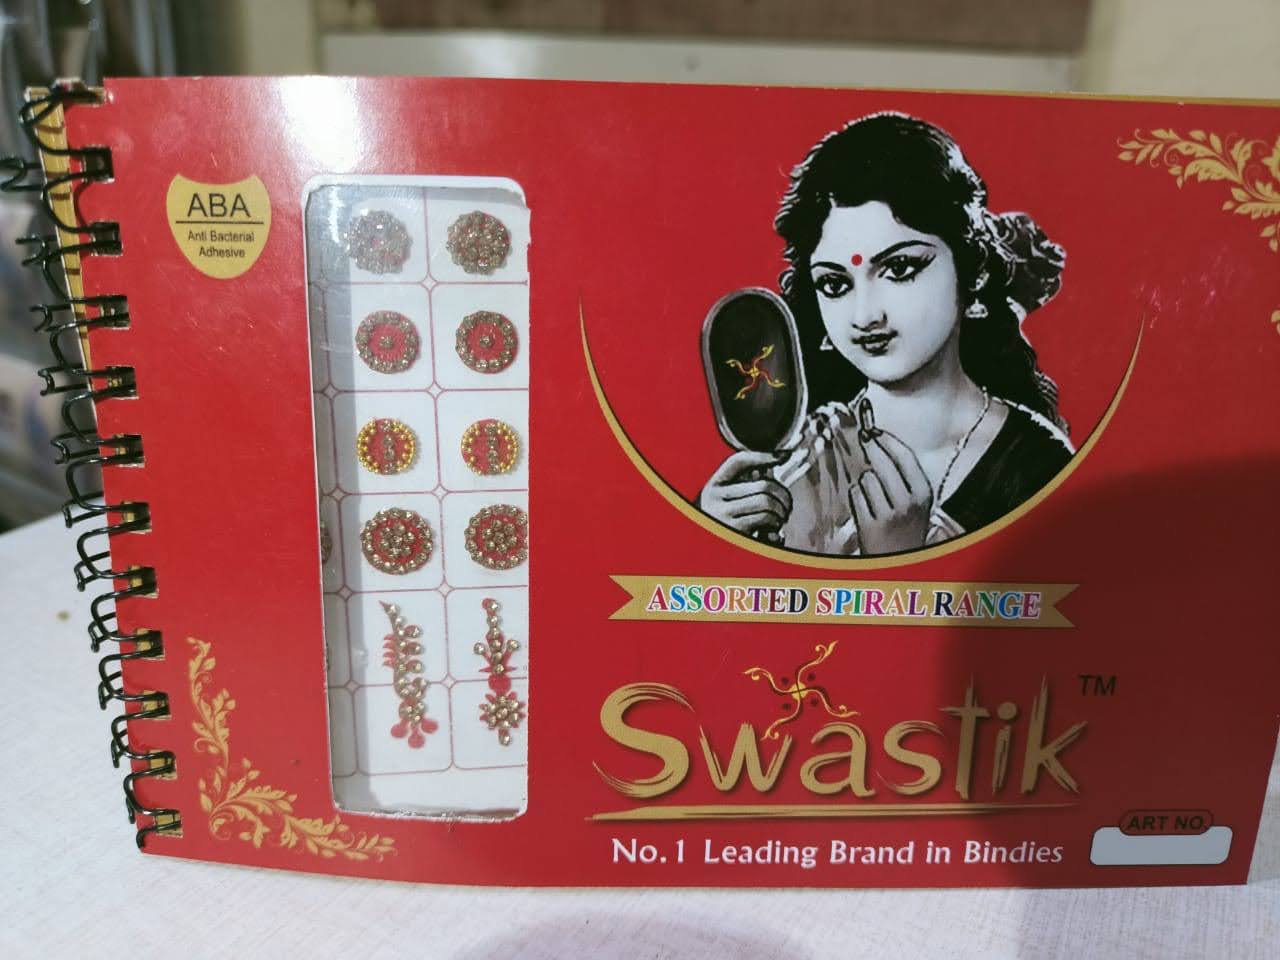 ABA
Anti Bacterial
Adhesive
ASSORTED SPIRAL RANGE
Swastik TM
No.1 Leading Brand in Bindies
ART NO